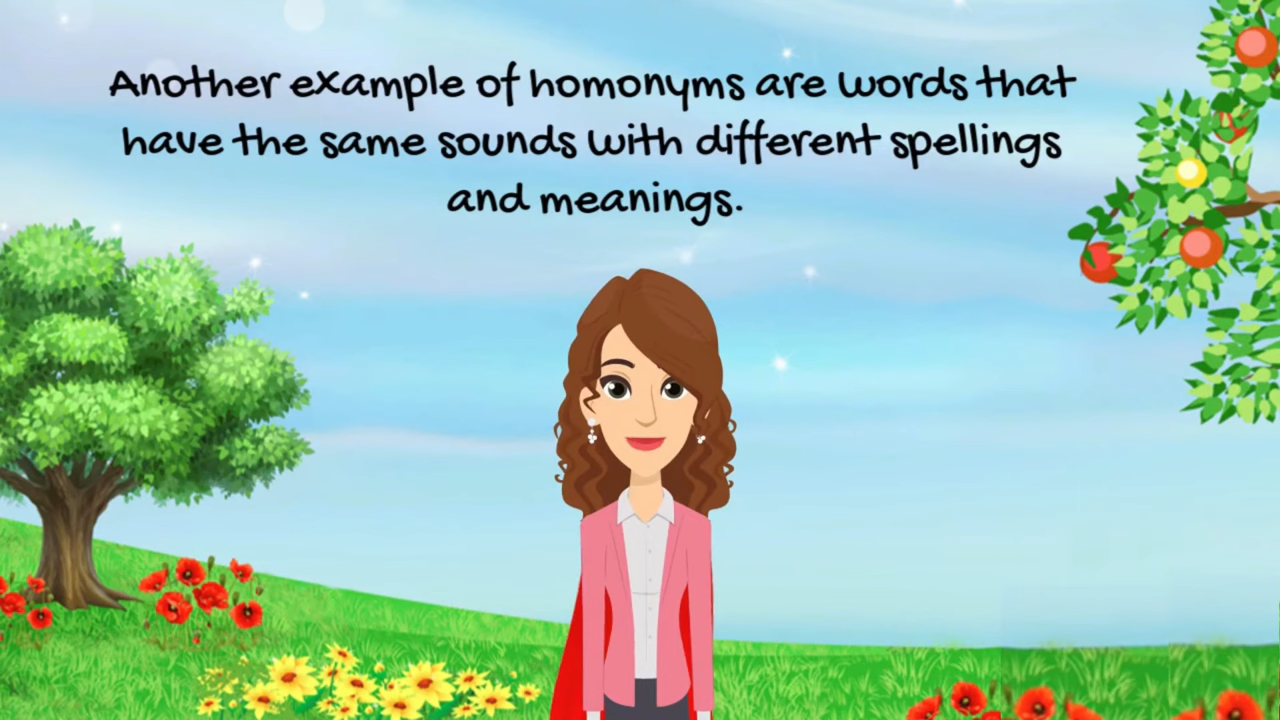 Another example of homonyms are words that
have the same sounds with different spellings
and meanings.